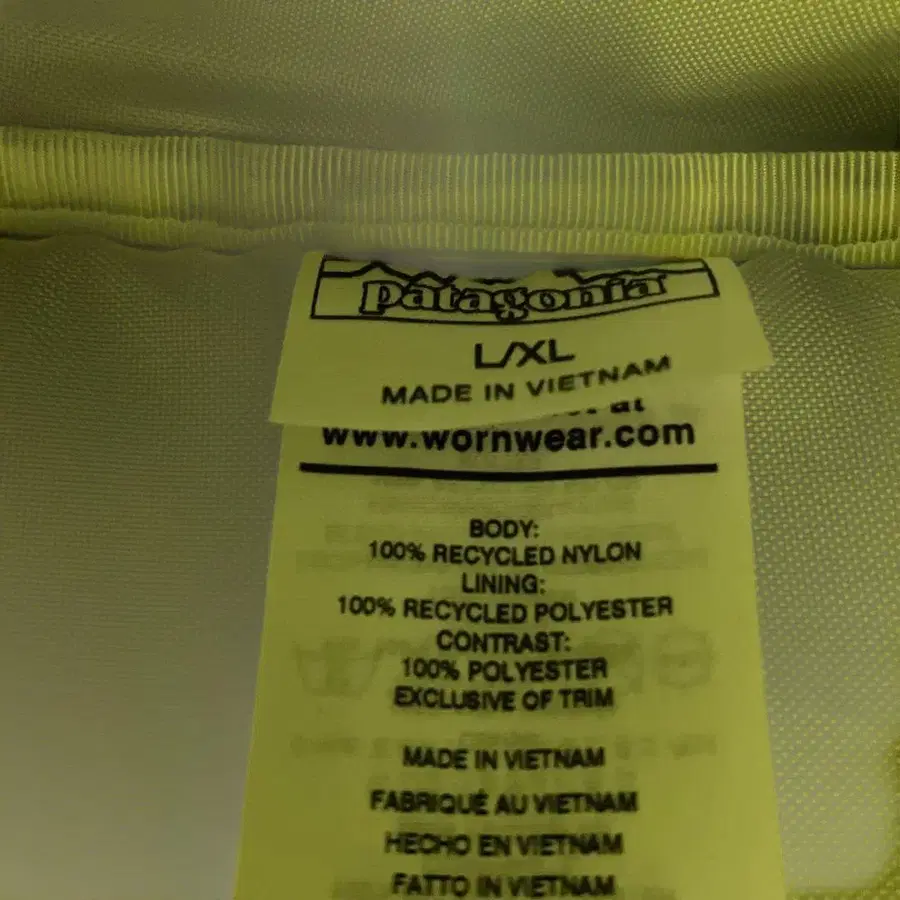 patagonia
L/XL
MADE IN VIETNAM
at
www.wornwear.com
BODY:
100% RECYCLED NYLON
LINING:
100% RECYCLED POLYESTER
CONTRAST:
100% POLYESTER
EXCLUSIVE OF TRIM
MADE IN VIETNAM
FABRIQUÉ AU VIETNAM
HECHO EN VIETNAM
FATTO IN VIETNAM